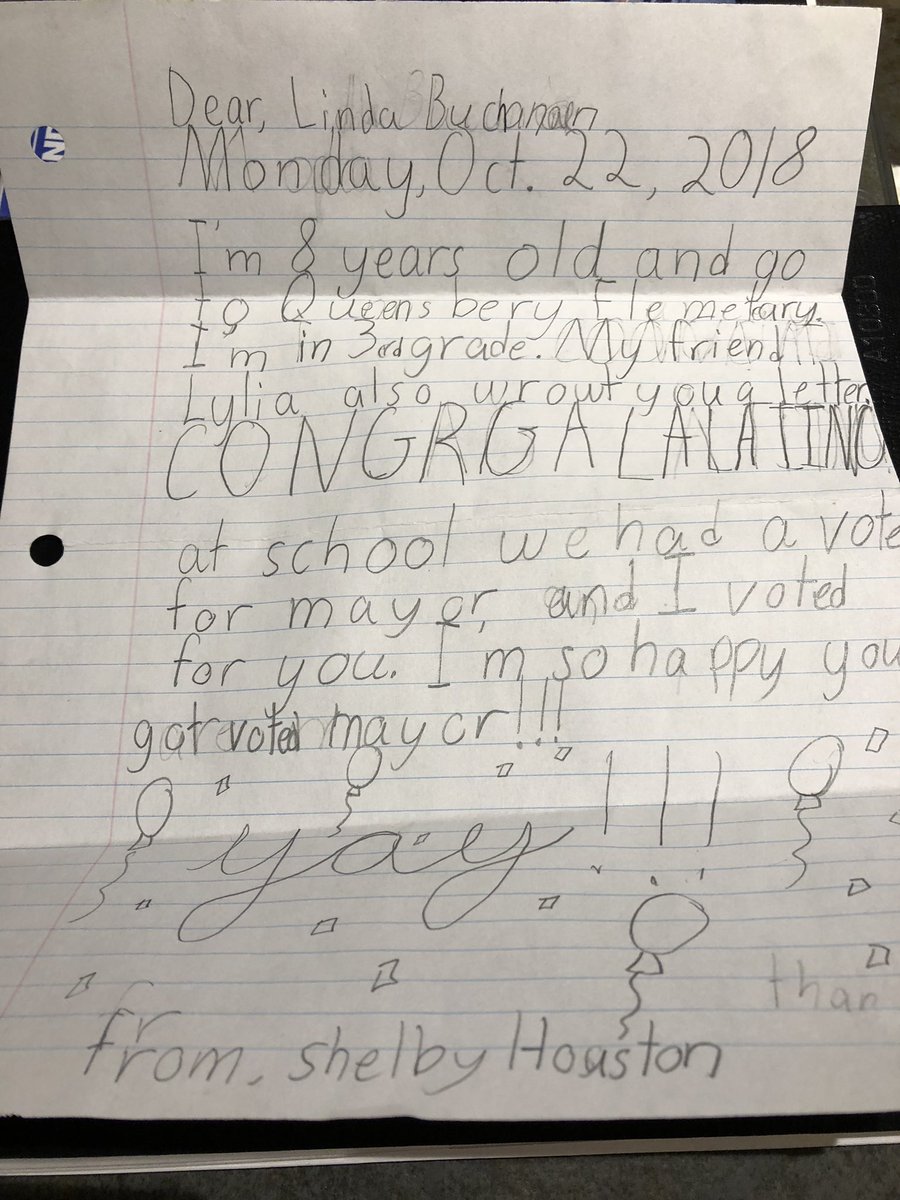 Dear, Linda Buchanaen
Monday, Oct. 22, 2018
I'm 8 years old and go
to Queensbery Elemetary.
I'm in 3rd grade. My friend
Lylia also wrout you a letter.
CONGRGALALATIINO
at school we had a vote
for mayor, and I voted
for you. I'm so happy you
got voted mayor!!!
yay!!!
than
from, shelby Houston